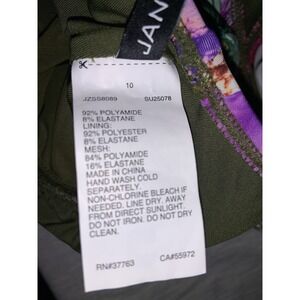 JAN
10
JZSS8089 SU25078
92% POLYAMIDE
8% ELASTANE
LINING:
92% POLYESTER
8% ELASTANE
MESH:
84% POLYAMIDE
16% ELASTANE
MADE IN CHINA
HAND WASH COLD
SEPARATELY.
NON-CHLORINE BLEACH IF
NEEDED. LINE DRY. AWAY
FROM DIRECT SUNLIGHT.
DO NOT IRON. DO NOT DRY
CLEAN.
RN#37763 CA#55972